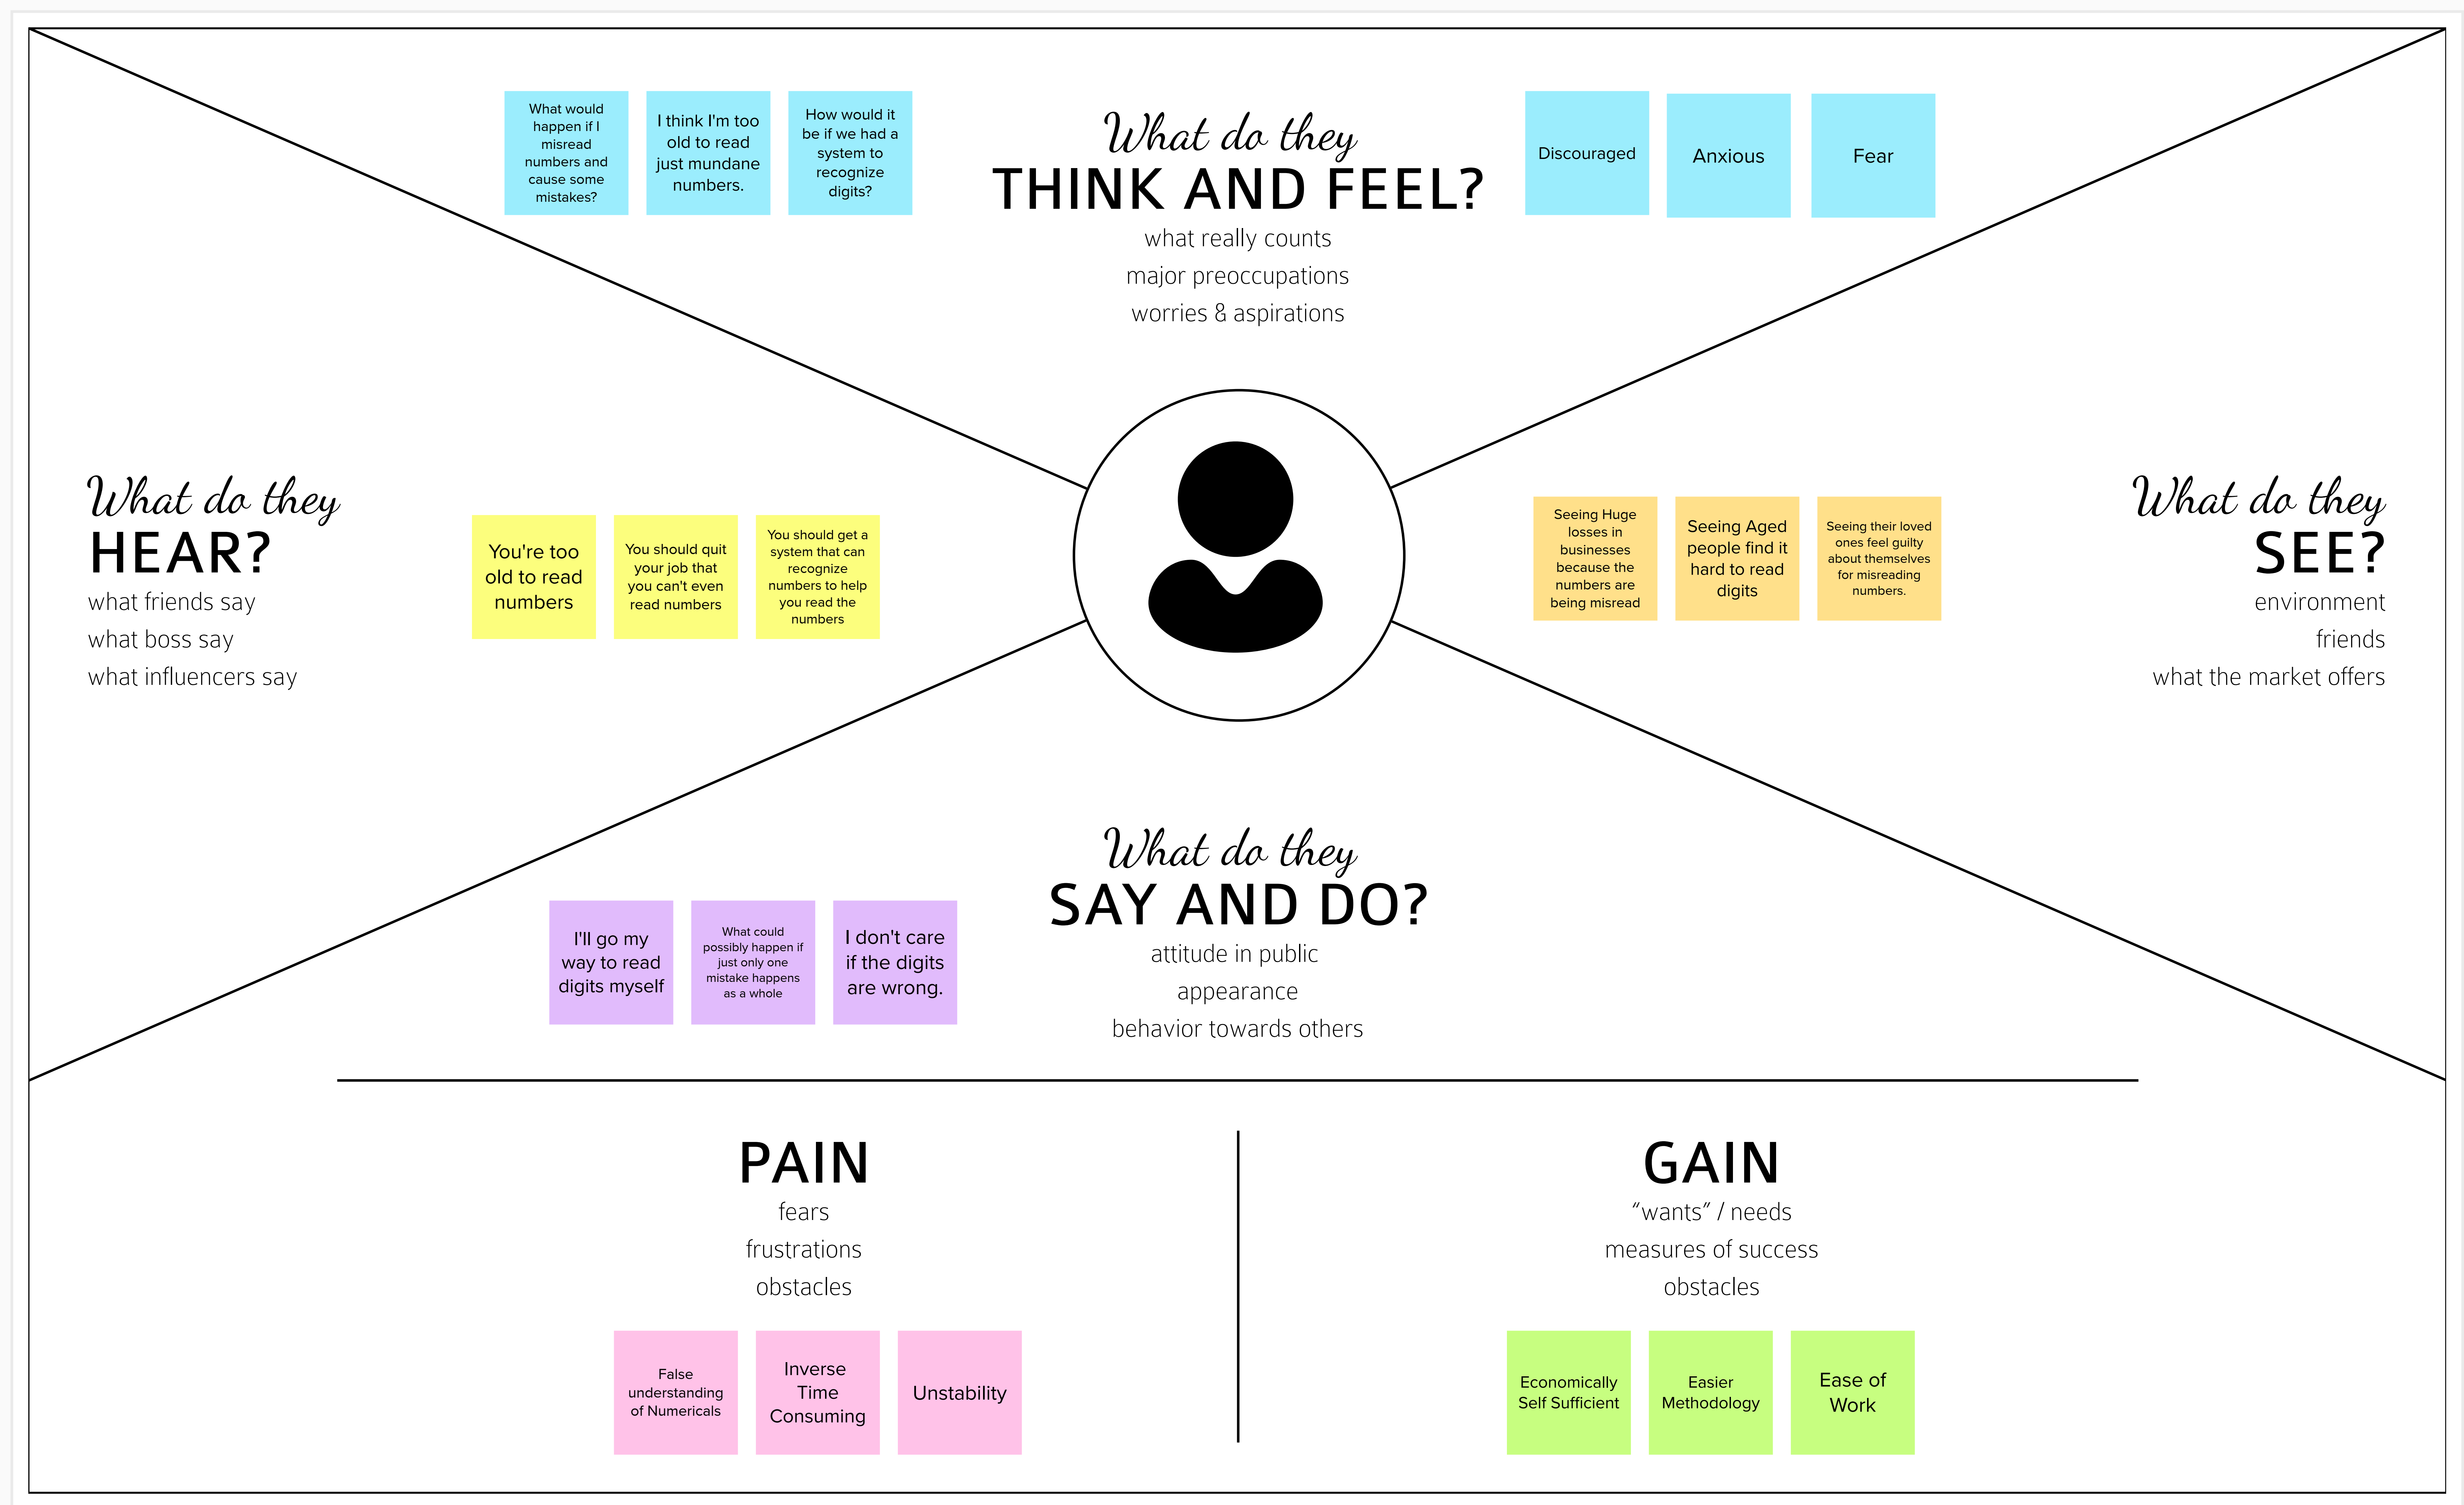 What would
happen if I
misread
numbers and
cause some
mistakes?
I think I'm too
old to read
just mundane
numbers.
How would it
be if we had a
system to
recognize
digits?
What do they
THINK AND FEEL?
what really counts
major preoccupations
worries & aspirations
Discouraged
Anxious
Fear
What do they
HEAR?
what friends say
what boss say
what influencers say
You're too
old to read
numbers
You should quit
your job that
you can't even
read numbers
You should get a
system that can
recognize
numbers to help
you read the
numbers
Seeing Huge
losses in
businesses
because the
numbers are
being misread
Seeing Aged
people find it
hard to read
digits
Seeing their loved
ones feel guilty
about themselves
for misreading
numbers.
What do they
SEE?
environment
friends
what the market offers
I'll go my
way to read
digits myself
What could
possibly happen if
just only one
mistake happens
as a whole
I don't care
if the digits
are wrong.
What do they
SAY AND DO?
attitude in public
appearance
behavior towards others
PAIN
fears
frustrations
obstacles
False
understanding
of Numericals
Inverse
Time
Consuming
Unstability
GAIN
“wants” / needs
measures of success
obstacles
Economically
Self Sufficient
Easier
Methodology
Ease of
Work